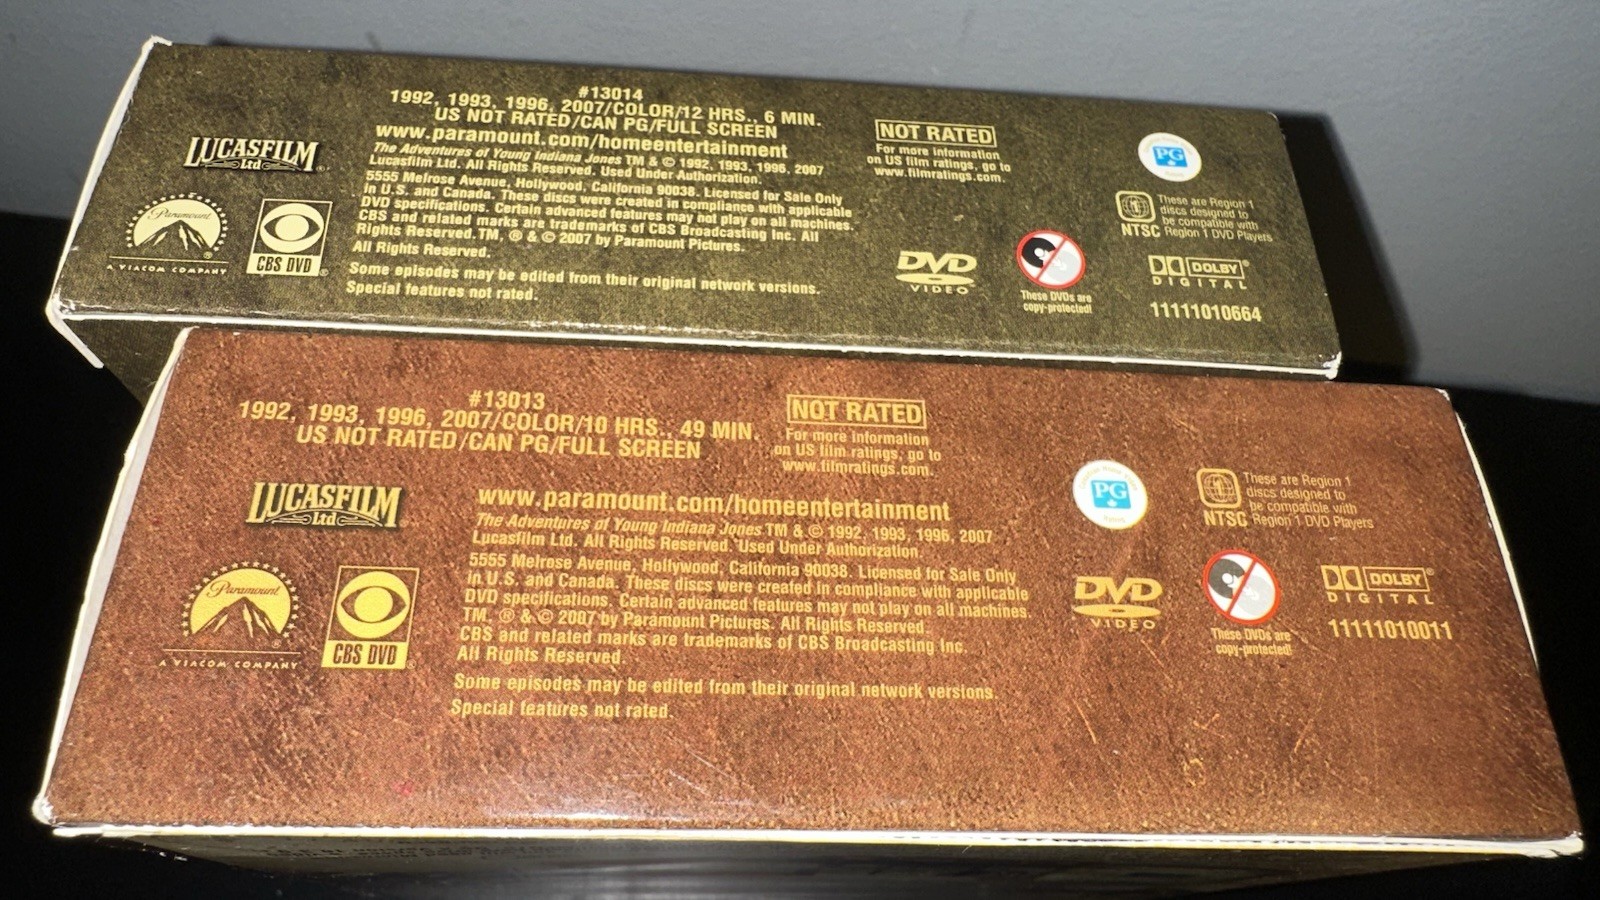 #13014
1992, 1993, 1996, 2007/COLOR/12 HRS., 6 MIN.
US NOT RATED/CAN PG/FULL SCREEN
www.paramount.com/homeentertainment
The Adventures of Young Indiana Jones TM & © 1992, 1993, 1996, 2007
Lucasfilm Ltd. All Rights Reserved. Used Under Authorization.
5555 Melrose Avenue, Hollywood, California 90038. Licensed for Sale Only
in U.S. and Canada. These discs were created in compliance with applicable
DVD specifications. Certain advanced features may not play on all machines.
CBS and related marks are trademarks of CBS Broadcasting Inc. All
Rights Reserved. TM, ® & © 2007 by Paramount Pictures.
All Rights Reserved.
Some episodes may be edited from their original network versions.
Special features not rated.
LUCASFILM
Ltd ®
Paramount ®
A VIACOM COMPANY
CBS DVD ®
NOT RATED
For more information
on US film ratings, go to
www.filmratings.com.
PG
DVD
VIDEO
These DVDs are
copy-protected!
These are Region 1
discs designed to
be compatible with
NTSC Region 1 DVD Players
DOLBY ®
DIGITAL
11111010664
#13013
1992, 1993, 1996, 2007/COLOR/10 HRS., 49 MIN.
US NOT RATED/CAN PG/FULL SCREEN
NOT RATED
For more information
on US film ratings, go to
www.filmratings.com.
LUCASFILM
Ltd ®
Paramount ®
A VIACOM COMPANY
CBS DVD ®
www.paramount.com/homeentertainment
The Adventures of Young Indiana Jones TM & © 1992, 1993, 1996, 2007
Lucasfilm Ltd. All Rights Reserved. Used Under Authorization.
5555 Melrose Avenue, Hollywood, California 90038. Licensed for Sale Only
in U.S. and Canada. These discs were created in compliance with applicable
DVD specifications. Certain advanced features may not play on all machines.
TM, ® & © 2007 by Paramount Pictures. All Rights Reserved.
CBS and related marks are trademarks of CBS Broadcasting Inc.
All Rights Reserved.
Some episodes may be edited from their original network versions.
Special features not rated.
PG
DVD
VIDEO
These DVDs are
copy-protected!
These are Region 1
discs designed to
be compatible with
NTSC Region 1 DVD Players
DOLBY ®
DIGITAL
11111010011